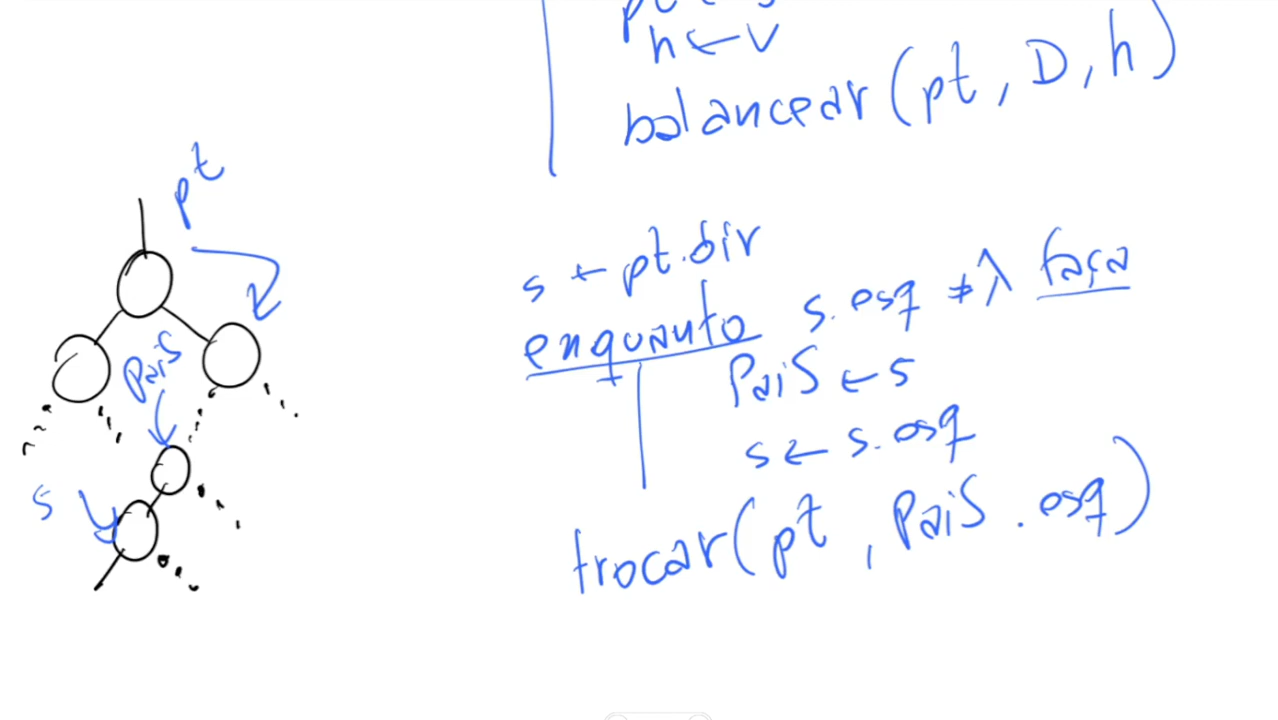 h ← v
balancear (pt, D, h)
s ← pt.dir
enquanto s.esq ≠ λ faça
PaiS ← s
s ← s.esq
trocar(pt, PaiS.esq)
pt
PaiS
s